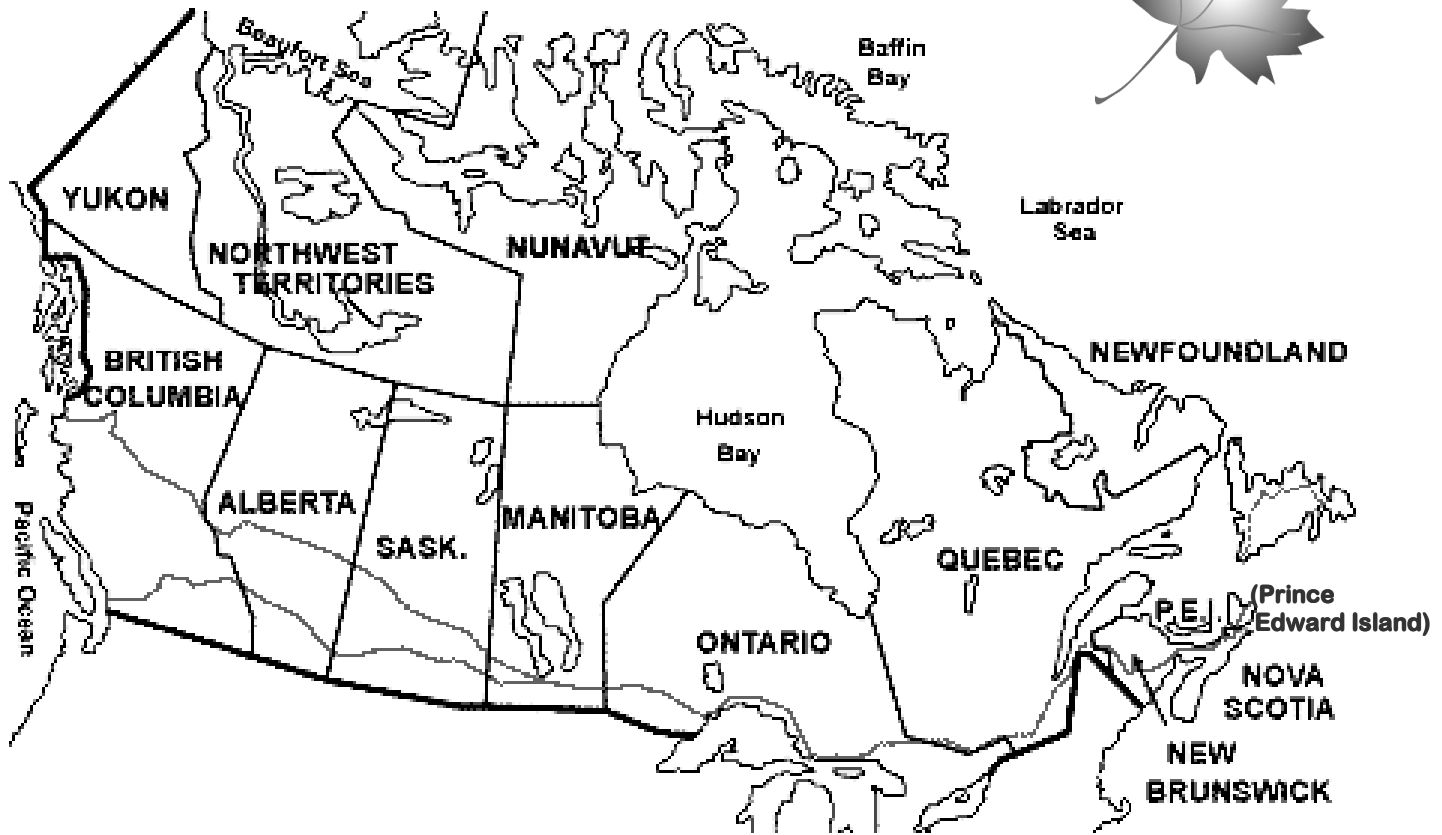 Beaufort Sea
Baffin
Bay
YUKON
Labrador
Sea
NORTHWEST
TERRITORIES
NUNAVUT
BRITISH
COLUMBIA
NEWFOUNDLAND
Hudson
Bay
ALBERTA
MANITOBA
SASK.
QUEBEC
Pacific Ocean
P.E.I.
(Prince
Edward Island)
ONTARIO
NOVA
SCOTIA
NEW
BRUNSWICK